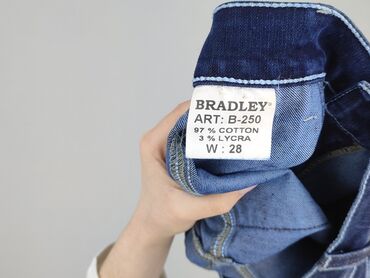 BRADLEY
ART: B-250
97 % COTTON
3 % LYCRA
W : 28